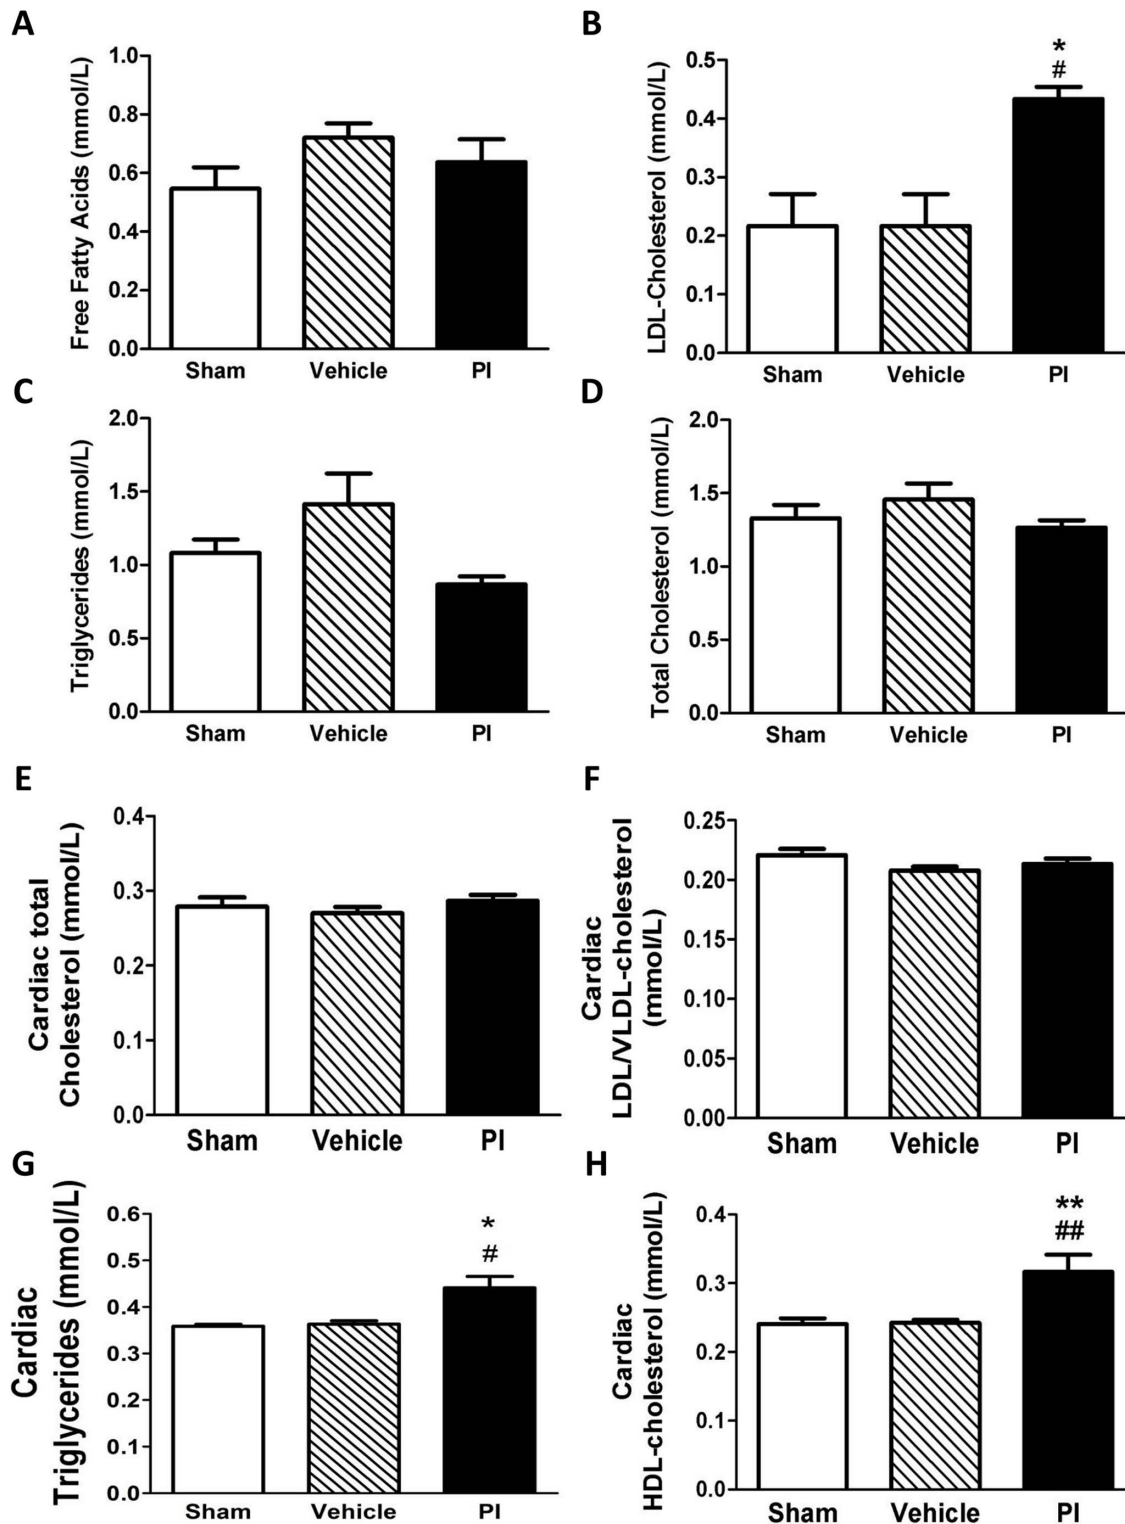 A
Free Fatty Acids (mmol/L)
1.0
0.8
0.6
0.4
0.2
0.0
Sham Vehicle PI
B
LDL-Cholesterol (mmol/L)
0.5
0.4
0.3
0.2
0.1
0.0
*
#
Sham Vehicle PI
C
Triglycerides (mmol/L)
2.0
1.5
1.0
0.5
0.0
Sham Vehicle PI
D
Total Cholesterol (mmol/L)
2.0
1.5
1.0
0.5
0.0
Sham Vehicle PI
E
Cardiac total
Cholesterol (mmol/L)
0.4
0.3
0.2
0.1
0.0
Sham Vehicle PI
F
Cardiac
LDL/VLDL-cholesterol
(mmol/L)
0.25
0.20
0.15
0.10
0.05
0.00
Sham Vehicle PI
G
Cardiac
Triglycerides (mmol/L)
0.6
0.5
0.4
0.3
0.2
0.1
0.0
*
#
Sham Vehicle PI
H
Cardiac
HDL-cholesterol (mmol/L)
0.4
0.3
0.2
0.1
0.0
**
##
Sham Vehicle PI